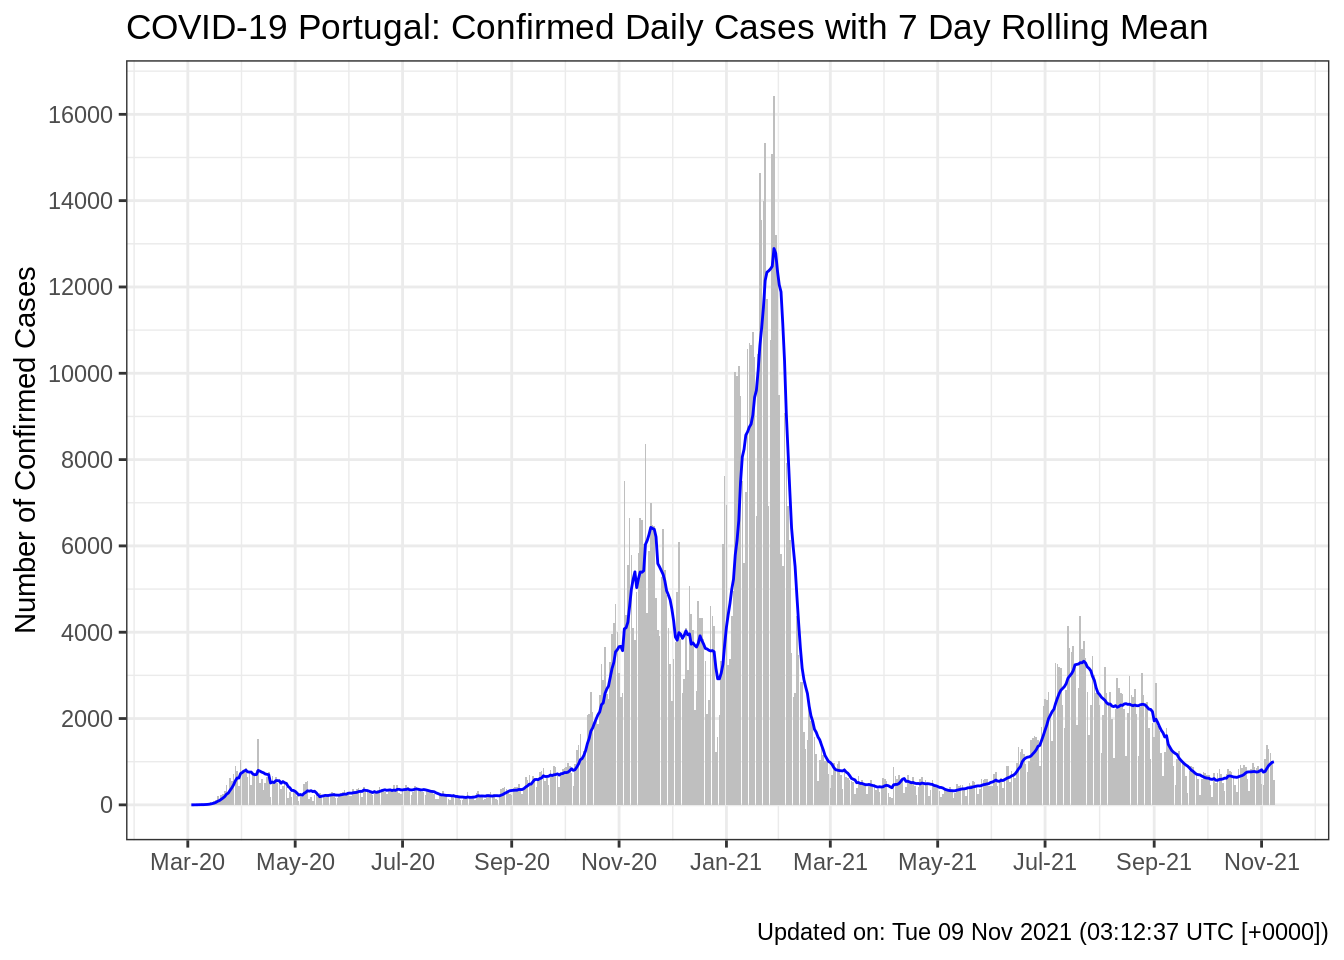 COVID-19 Portugal: Confirmed Daily Cases with 7 Day Rolling Mean
Number of Confirmed Cases
16000
14000
12000
10000
8000
6000
4000
2000
0
Mar-20 May-20 Jul-20 Sep-20 Nov-20 Jan-21 Mar-21 May-21 Jul-21 Sep-21 Nov-21
Updated on: Tue 09 Nov 2021 (03:12:37 UTC [+0000])